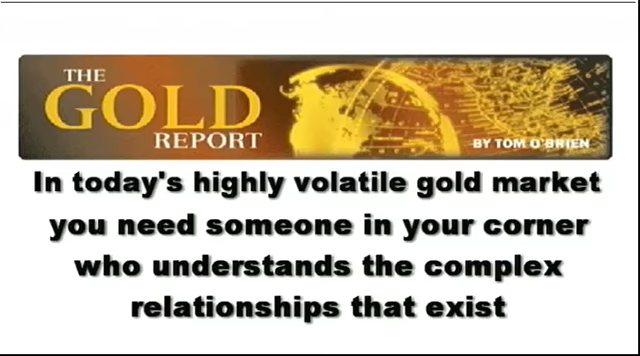 THE
GOLD
REPORT
BY TOM O'BRIEN
In today's highly volatile gold market
you need someone in your corner
who understands the complex
relationships that exist